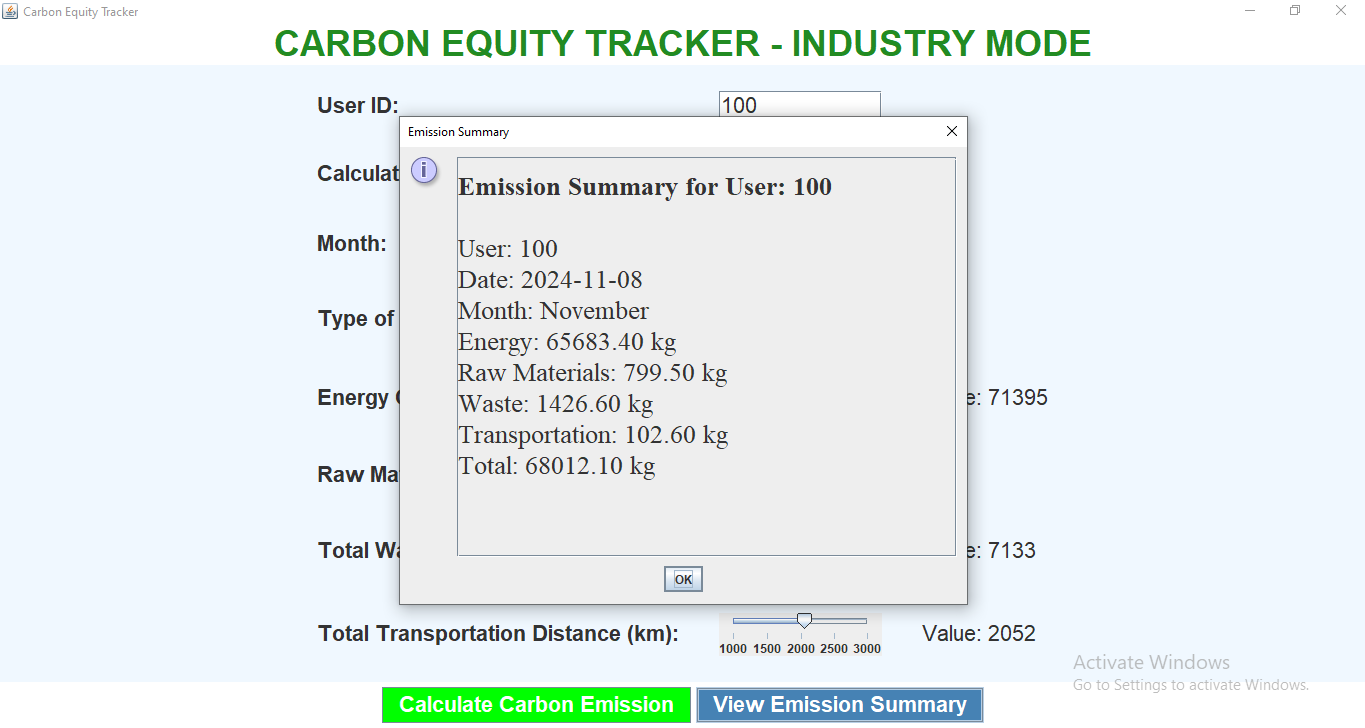 Carbon Equity Tracker
CARBON EQUITY TRACKER - INDUSTRY MODE
User ID: 100
Emission Summary
Calculat
Emission Summary for User: 100
Month:
User: 100
Date: 2024-11-08
Month: November
Type of
Energy: 65683.40 kg
Raw Materials: 799.50 kg
Energy
e: 71395
Waste: 1426.60 kg
Transportation: 102.60 kg
Total: 68012.10 kg
Raw Ma
Total Wa
e: 7133
OK
Total Transportation Distance (km):
Value: 2052
1000 1500 2000 2500 3000
Activate Windows
Go to Settings to activate Windows.
Calculate Carbon Emission
View Emission Summary